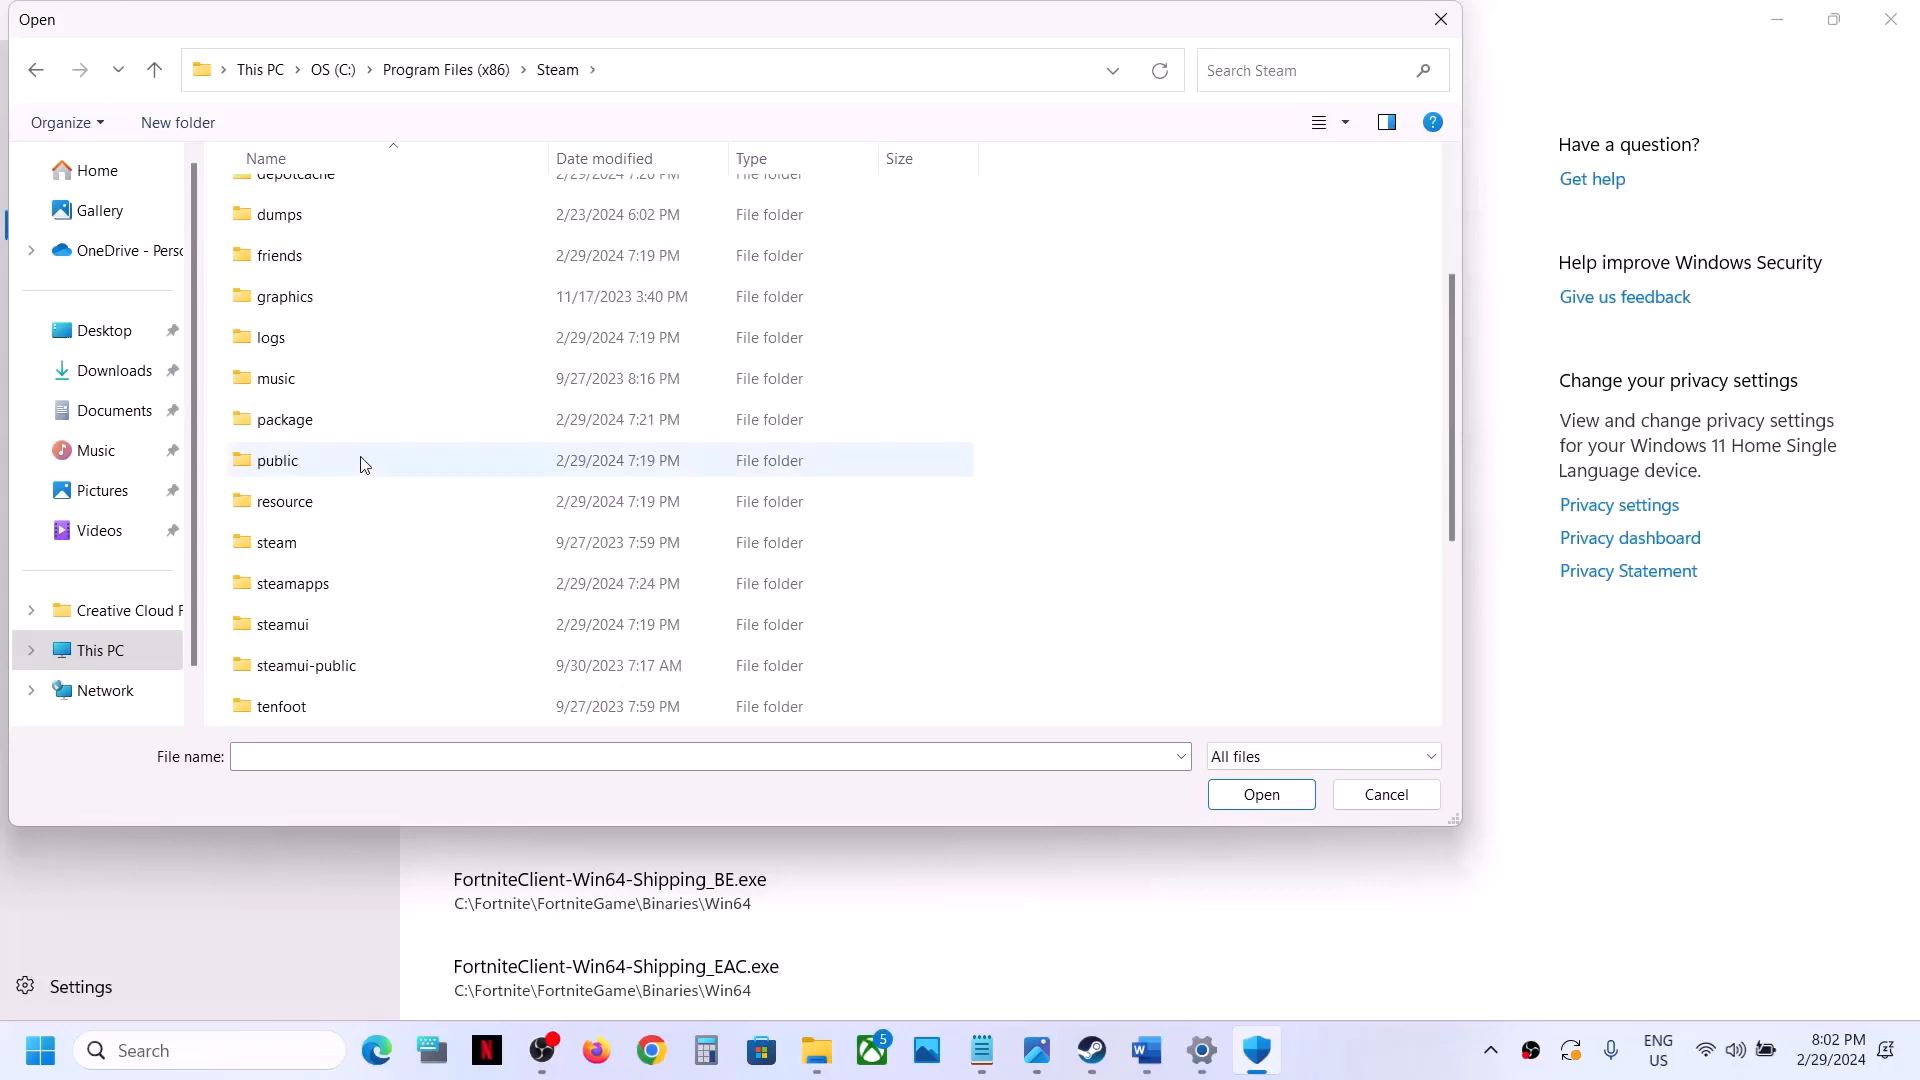 Open
This PC > OS (C:) > Program Files (x86) > Steam >
Search Steam
Organize
New folder
Name
Date modified
Type
Size
Home
Gallery
OneDrive - Perso
Desktop
Downloads
Documents
Music
Pictures
Videos
Creative Cloud F
This PC
Network
depotcache 2/29/2024 7:20 PM File folder
dumps 2/23/2024 6:02 PM File folder
friends 2/29/2024 7:19 PM File folder
graphics 11/17/2023 3:40 PM File folder
logs 2/29/2024 7:19 PM File folder
music 9/27/2023 8:16 PM File folder
package 2/29/2024 7:21 PM File folder
public 2/29/2024 7:19 PM File folder
resource 2/29/2024 7:19 PM File folder
steam 9/27/2023 7:59 PM File folder
steamapps 2/29/2024 7:24 PM File folder
steamui 2/29/2024 7:19 PM File folder
steamui-public 9/30/2023 7:17 AM File folder
tenfoot 9/27/2023 7:59 PM File folder
File name:
All files
Open
Cancel
Have a question?
Get help
Help improve Windows Security
Give us feedback
Change your privacy settings
View and change privacy settings
for your Windows 11 Home Single
Language device.
Privacy settings
Privacy dashboard
Privacy Statement
FortniteClient-Win64-Shipping_BE.exe
C:\Fortnite\FortniteGame\Binaries\Win64
FortniteClient-Win64-Shipping_EAC.exe
C:\Fortnite\FortniteGame\Binaries\Win64
Settings
Search
5
ENG
US
8:02 PM
2/29/2024